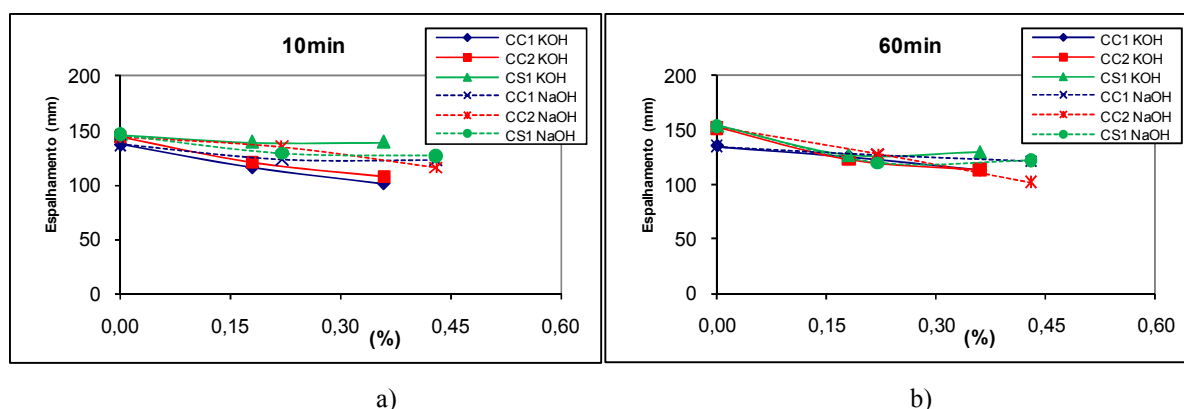 10min
CC1 KOH
CC2 KOH
CS1 KOH
CC1 NaOH
CC2 NaOH
CS1 NaOH
Espalhamento (mm)
200
150
100
50
0
0,00 0,15 0,30 0,45 0,60
(%)
a)
60min
CC1 KOH
CC2 KOH
CS1 KOH
CC1 NaOH
CC2 NaOH
CS1 NaOH
Espalhamento (mm)
200
150
100
50
0
0,00 0,15 0,30 0,45 0,60
(%)
b)